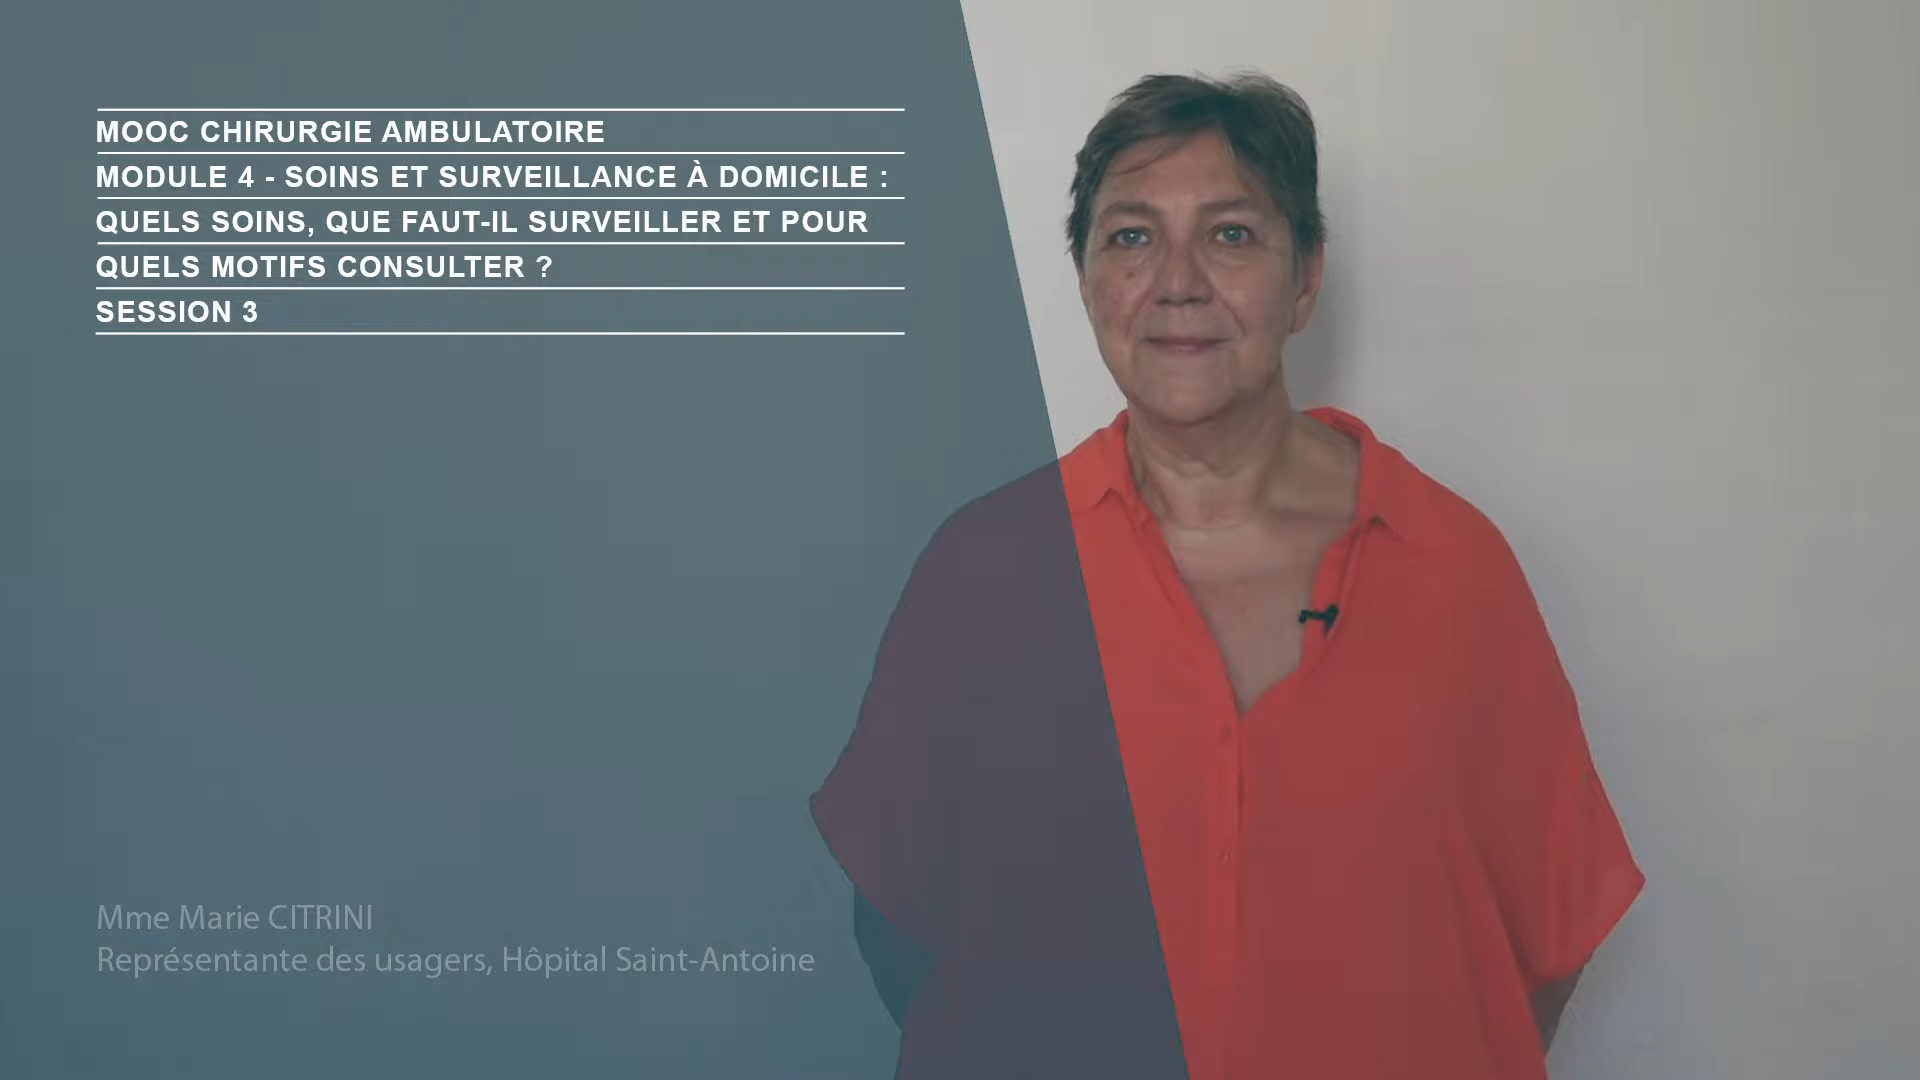 MOOC CHIRURGIE AMBULATOIRE
MODULE 4 - SOINS ET SURVEILLANCE À DOMICILE :
QUELS SOINS, QUE FAUT-IL SURVEILLER ET POUR
QUELS MOTIFS CONSULTER ?
SESSION 3
Mme Marie CITRINI
Représentante des usagers, Hôpital Saint-Antoine